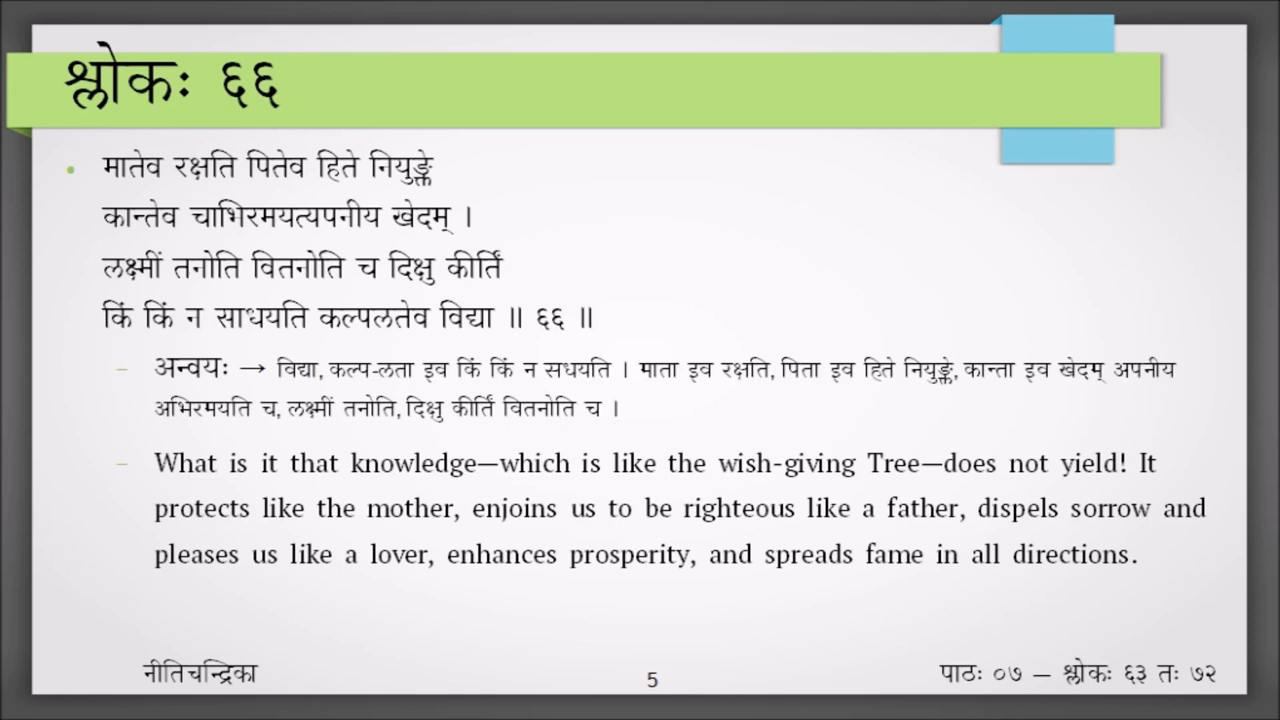 श्लोकः ६६
मातेव रक्षति पितेव हिते नियुङ्क्ते
कान्तेव चाभिरमयत्यपनीय खेदम् ।
लक्ष्मीं तनोति वितनोति च दिक्षु कीर्तिं
किं किं न साधयति कल्पलतेव विद्या ॥ ६६ ॥
– अन्वयः → विद्या, कल्प-लता इव किं किं न सधयति । माता इव रक्षति, पिता इव हिते नियुङ्क्ते, कान्ता इव खेदम् अपनीय
अभिरमयति च, लक्ष्मीं तनोति, दिक्षु कीर्तिं वितनोति च ।
– What is it that knowledge—which is like the wish-giving Tree—does not yield! It
protects like the mother, enjoins us to be righteous like a father, dispels sorrow and
pleases us like a lover, enhances prosperity, and spreads fame in all directions.
नीतिचन्द्रिका
5
पाठः ०७ – श्लोकः ६३ तः ७२